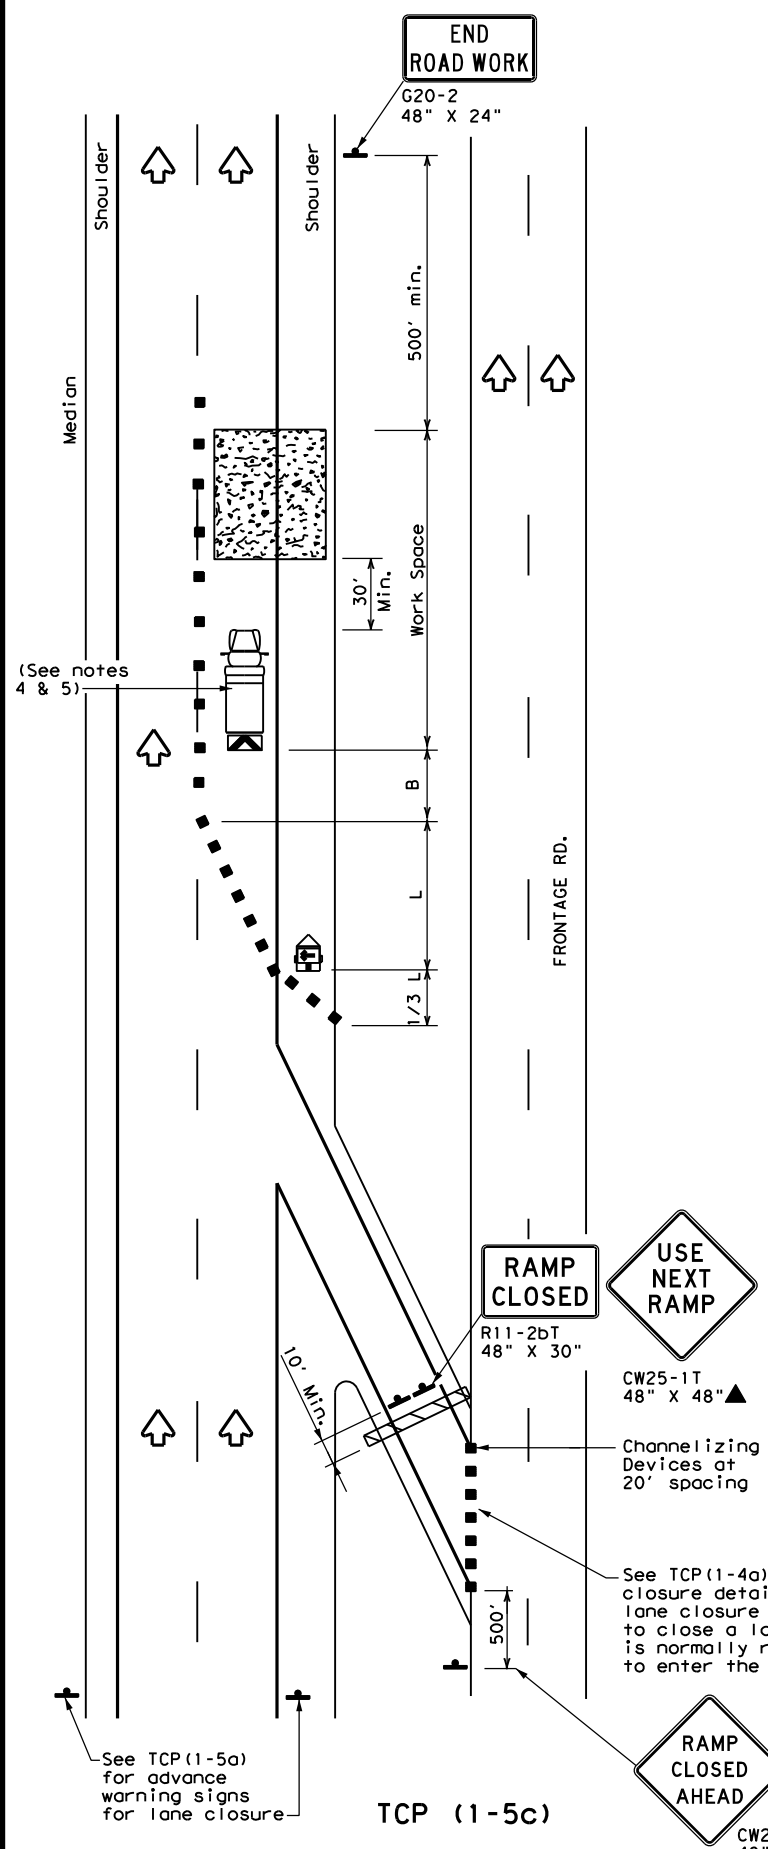 END
ROAD WORK
G20-2
48" X 24"
Shoulder
Shoulder
500' min.
Median
Work Space
30'
Min.
(See notes
4 & 5)
B
L
FRONTAGE RD.
1/3 L
RAMP
CLOSED
USE
NEXT
RAMP
R11-2bT
48" X 30"
CW25-1T
48" X 48"
10' Min.
Channelizing
Devices at
20' spacing
See TCP(1-4a)
closure
lane closure
to close a
is normally
to enter the
500'
RAMP
CLOSED
AHEAD
See TCP(1-5a)
for advance
warning signs
for lane closure
TCP (1-5c)